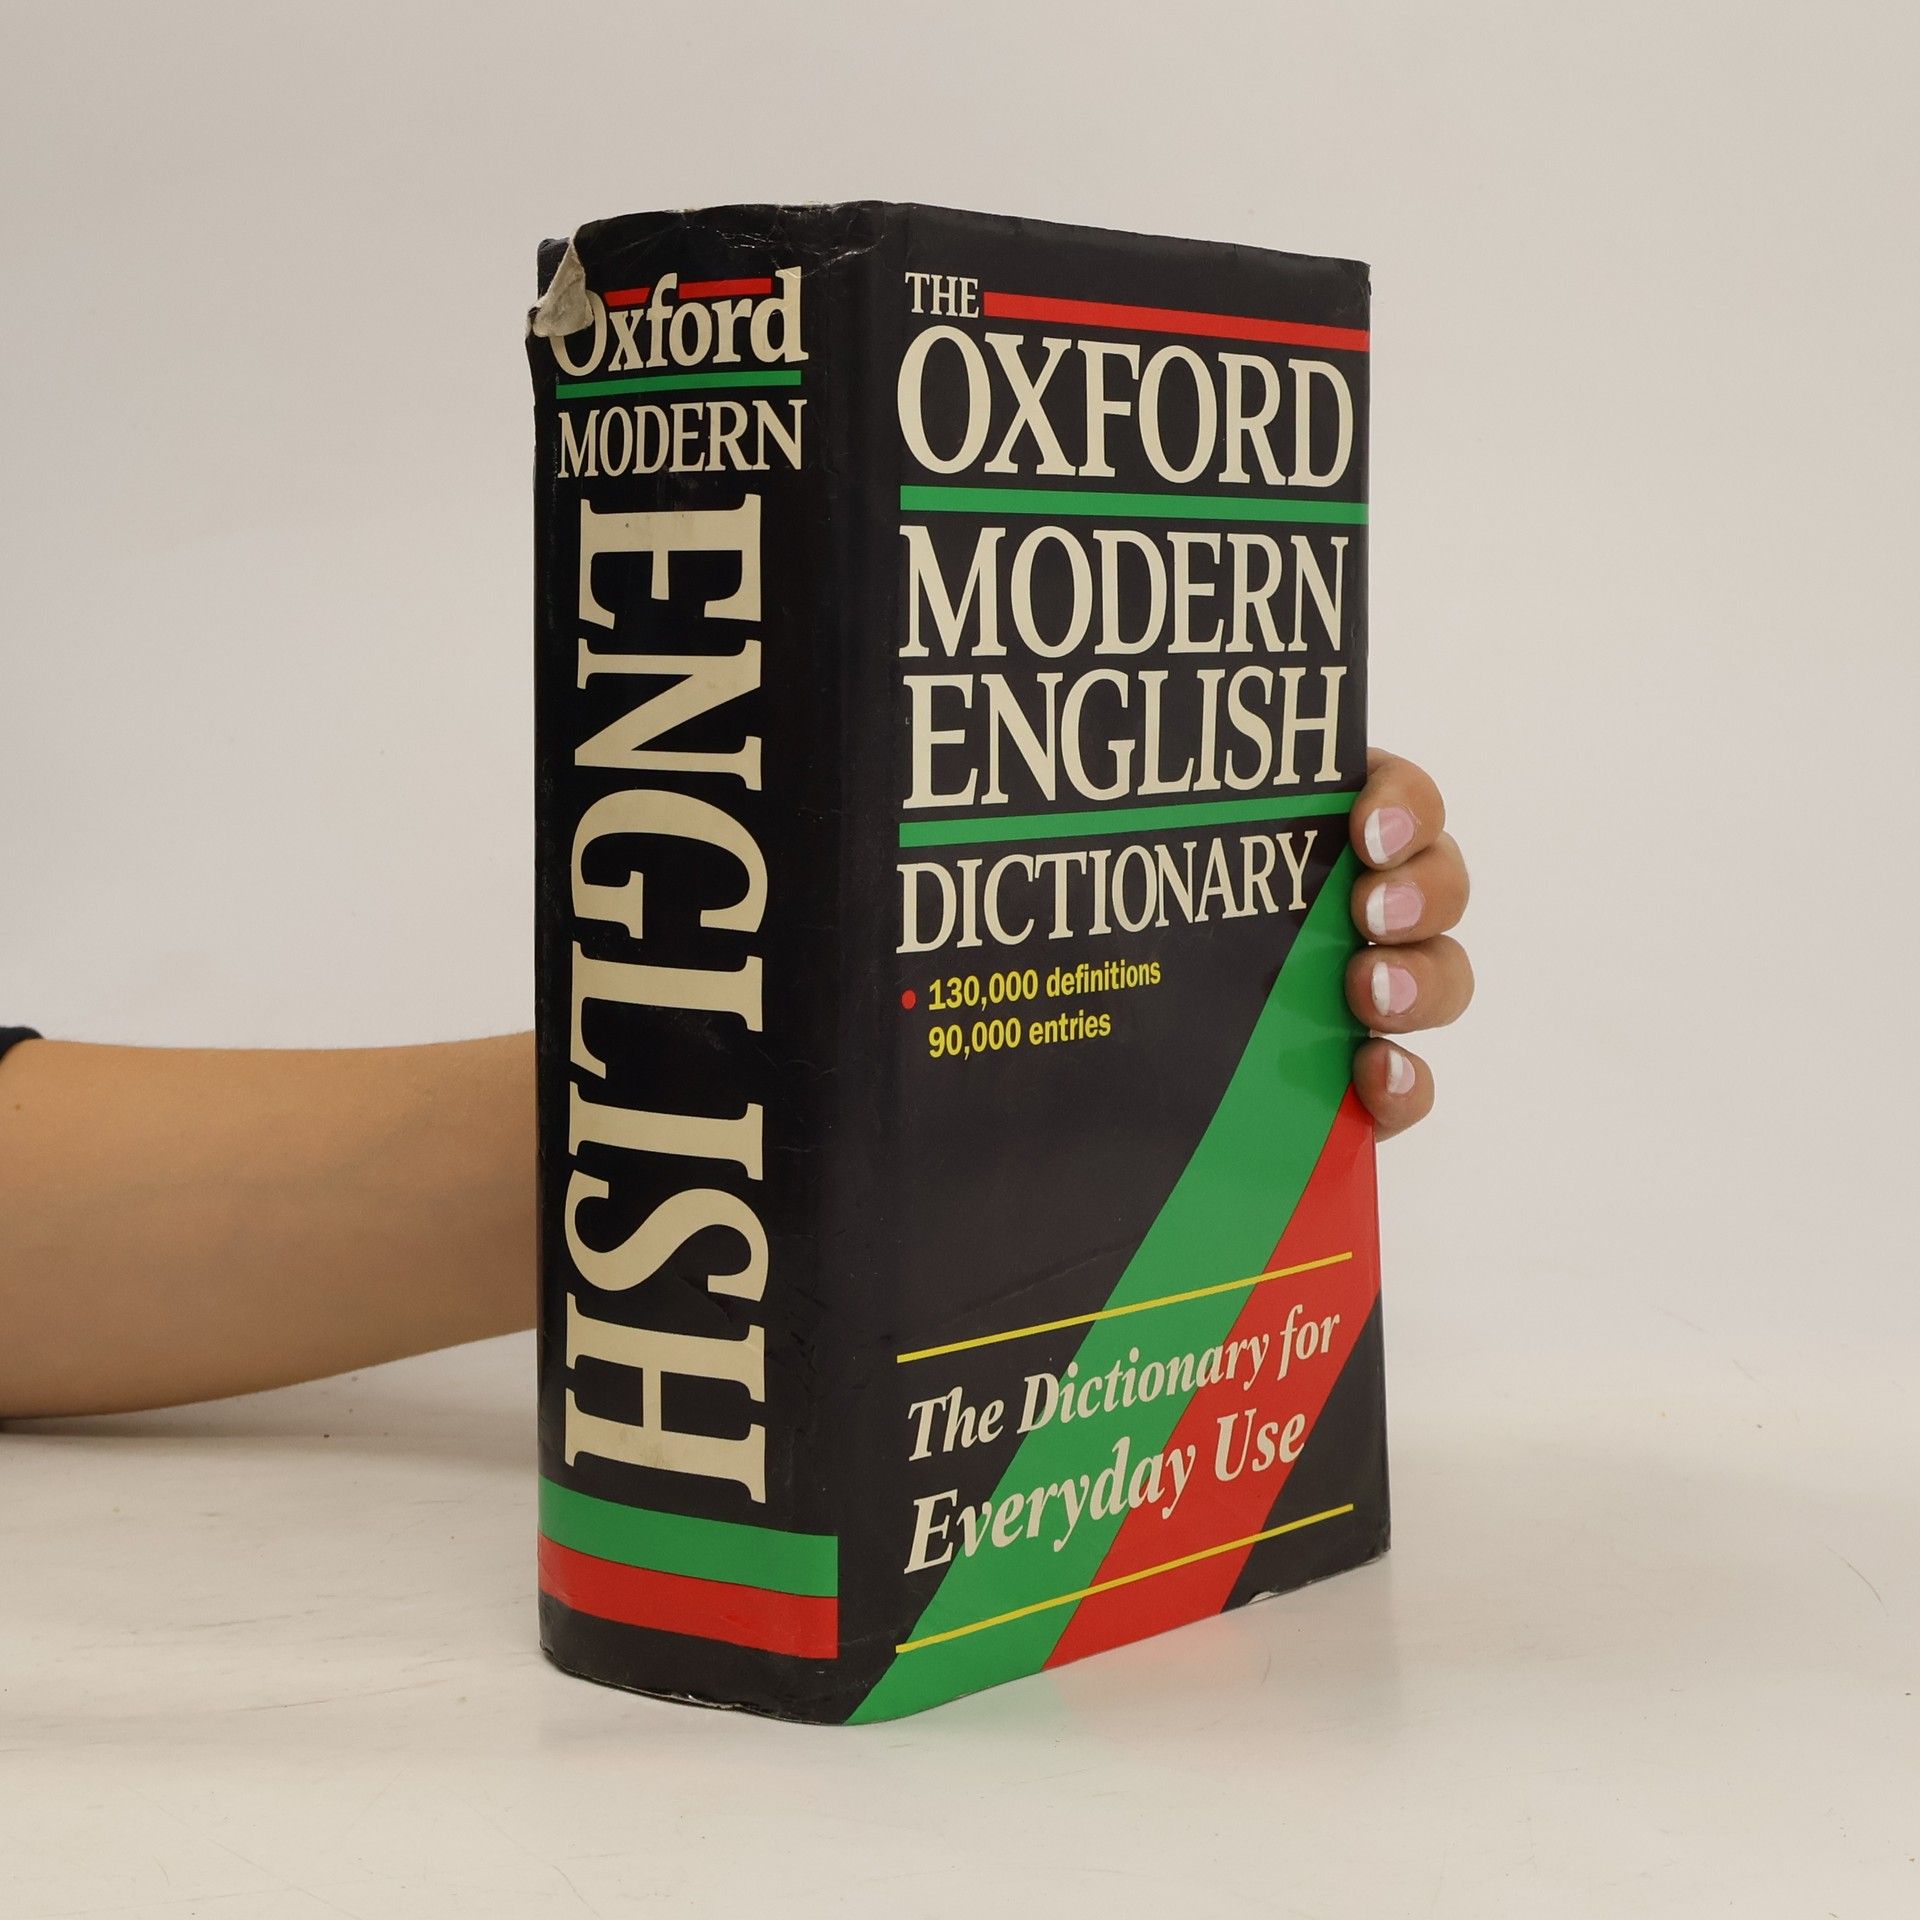 Oxford
MODERN
ENGLISH
THE
OXFORD
MODERN
ENGLISH
DICTIONARY
• 130,000 definitions
90,000 entries
The Dictionary for
Everyday Use